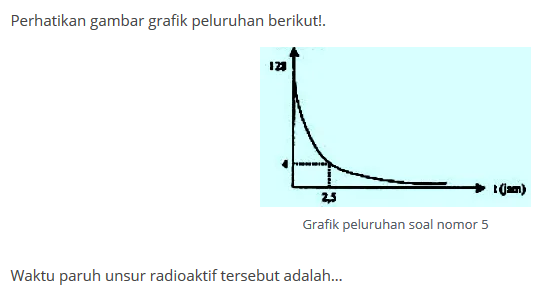 Perhatikan gambar grafik peluruhan berikut!.
128
4
2,5
t (jam)
Grafik peluruhan soal nomor 5
Waktu paruh unsur radioaktif tersebut adalah...